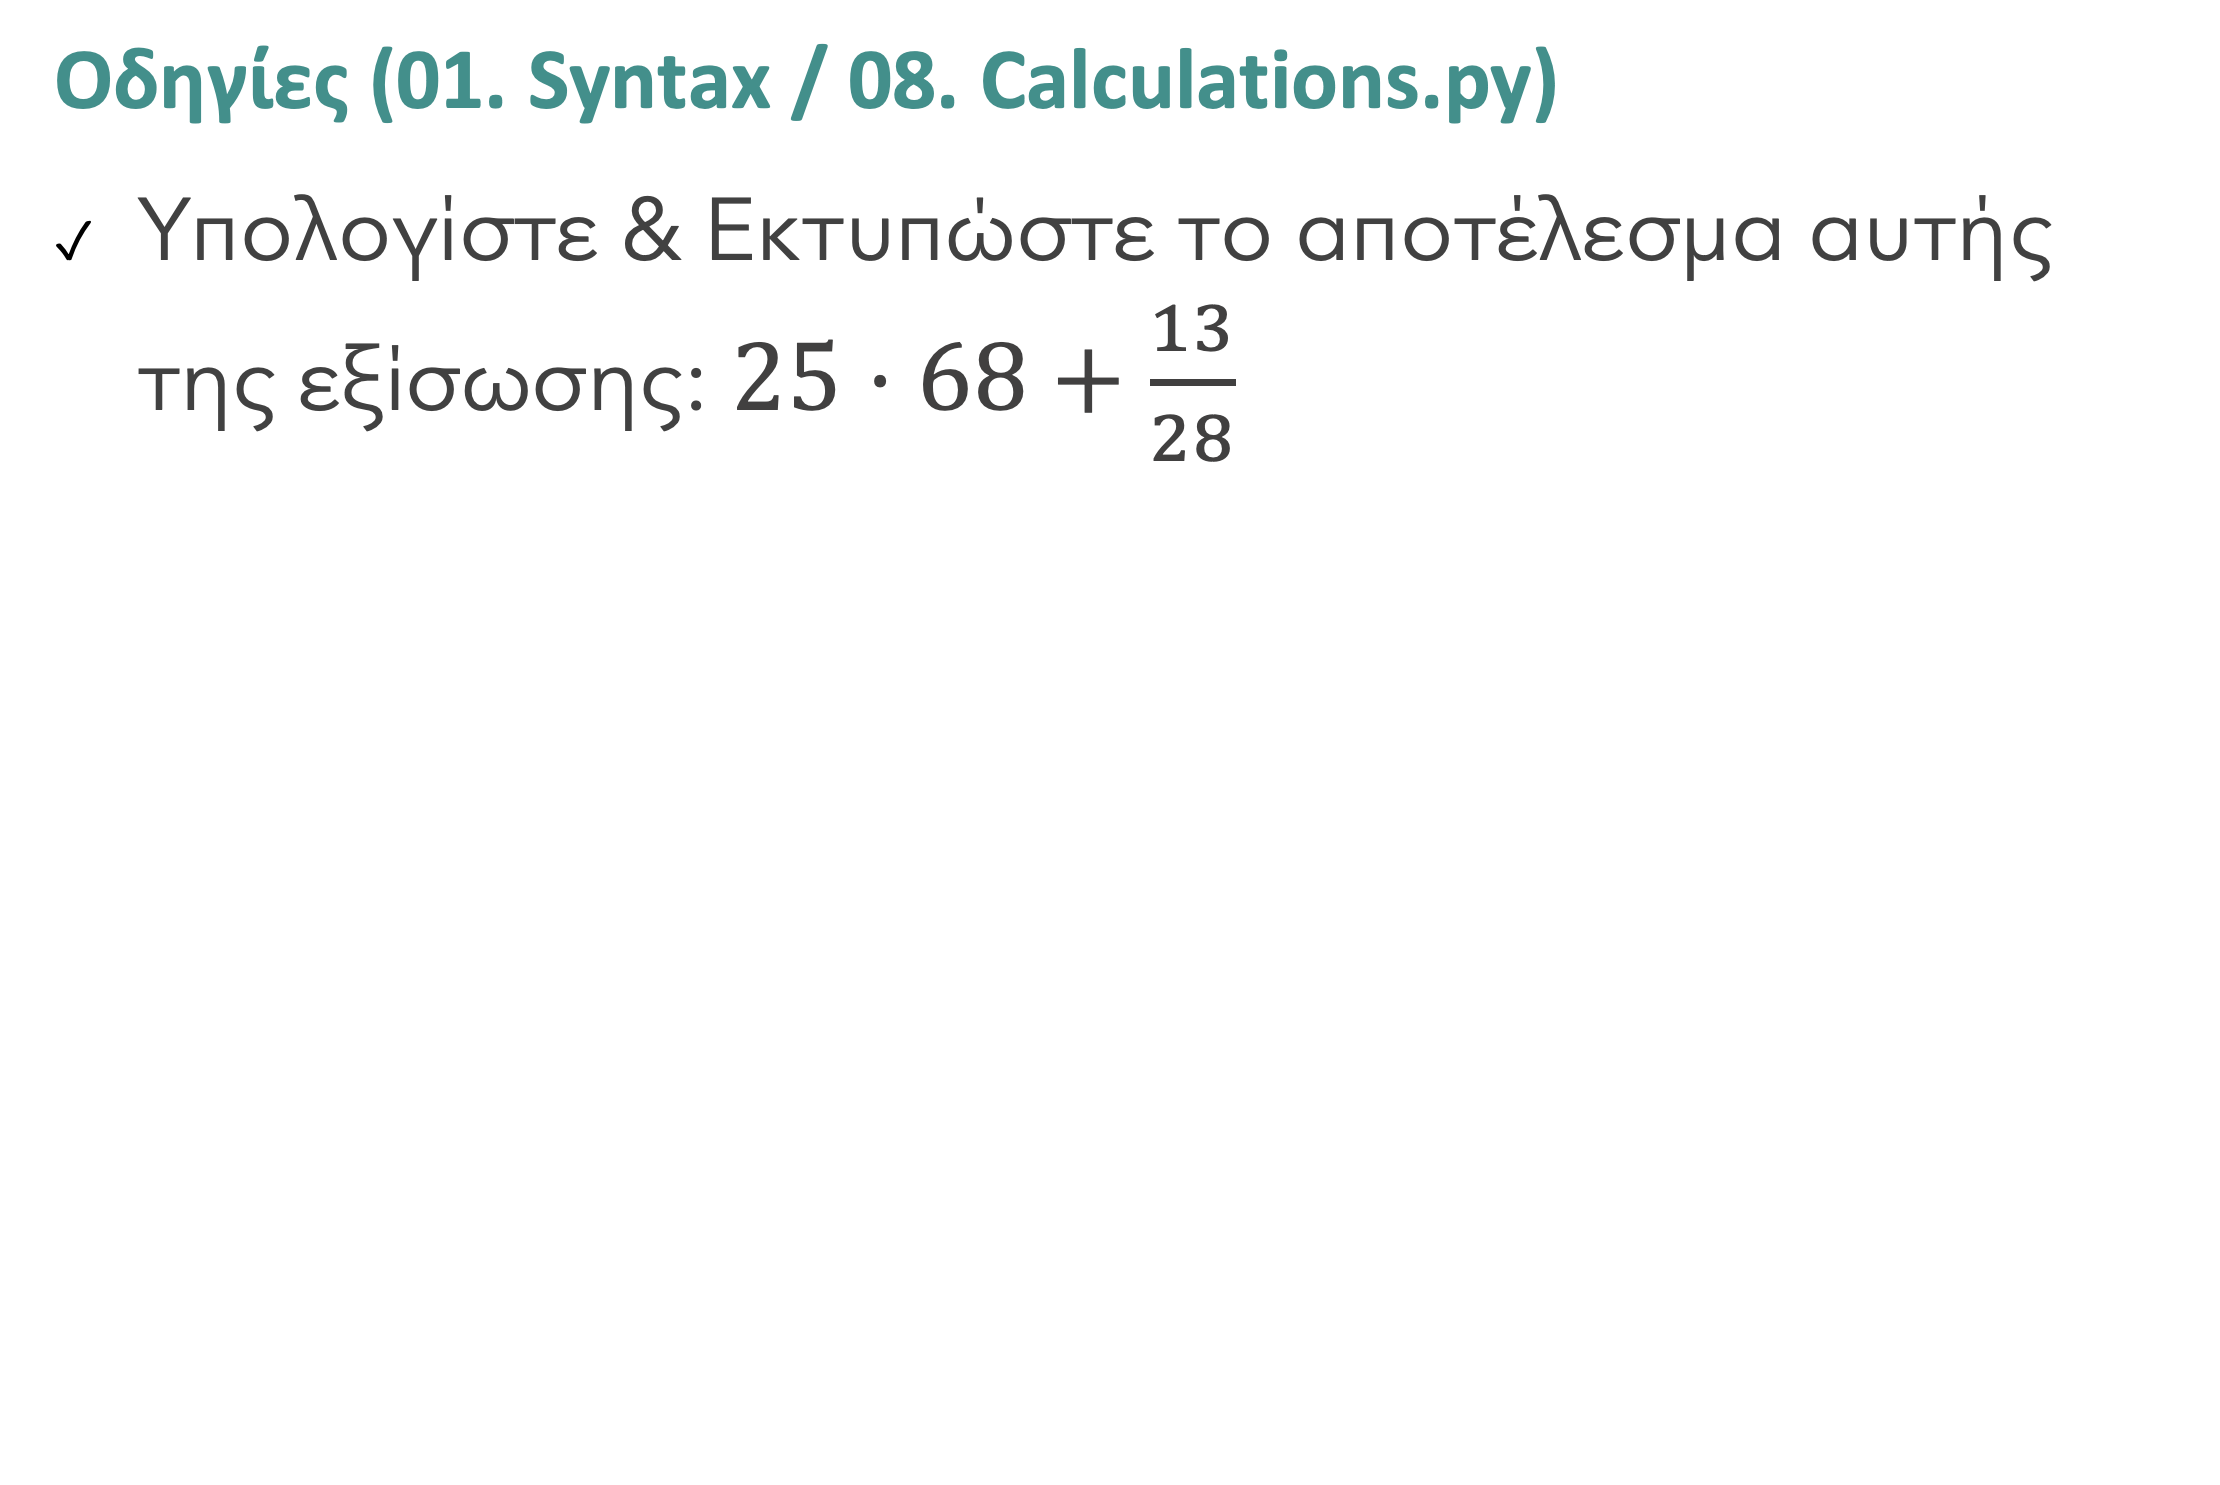 Οδηγίες (01. Syntax / 08. Calculations.py)
✓ Υπολογίστε & Εκτυπώστε το αποτέλεσμα αυτής
της εξίσωσης: 25 · 68 + 13/28